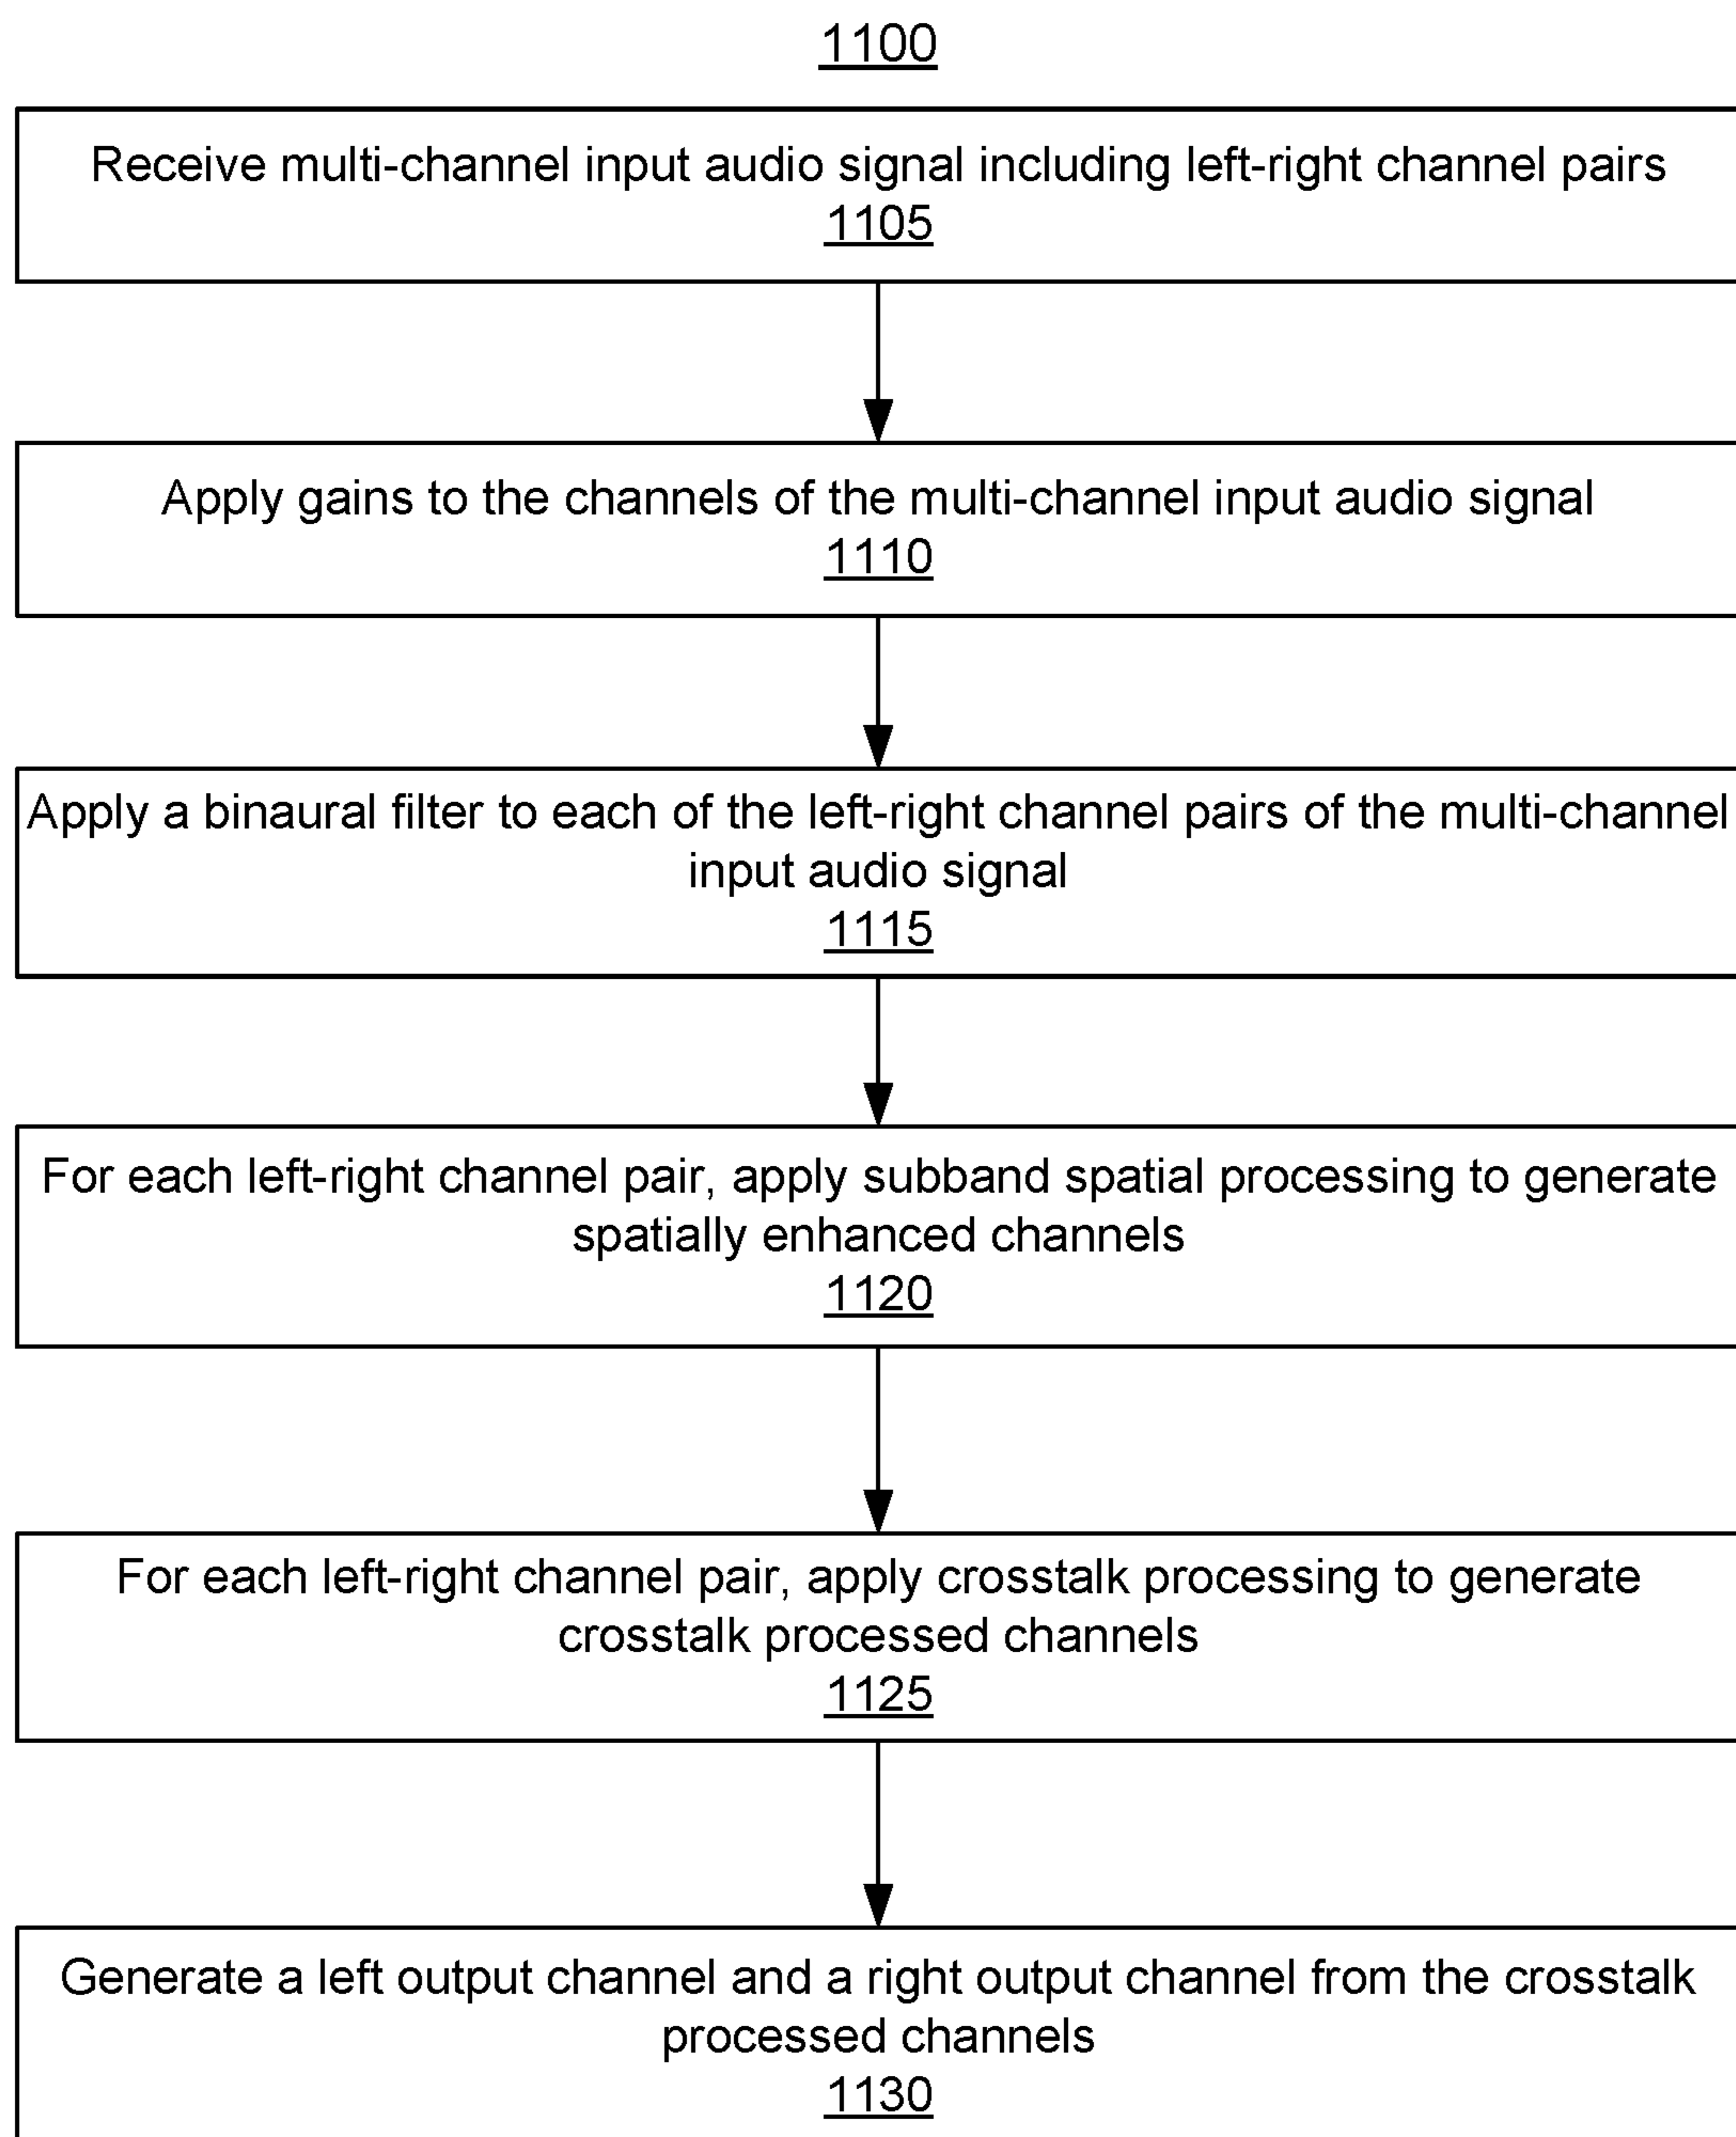 1100
Receive multi-channel input audio signal including left-right channel pairs
1105
Apply gains to the channels of the multi-channel input audio signal
1110
Apply a binaural filter to each of the left-right channel pairs of the multi-channel
input audio signal
1115
For each left-right channel pair, apply subband spatial processing to generate
spatially enhanced channels
1120
For each left-right channel pair, apply crosstalk processing to generate
crosstalk processed channels
1125
Generate a left output channel and a right output channel from the crosstalk
processed channels
1130